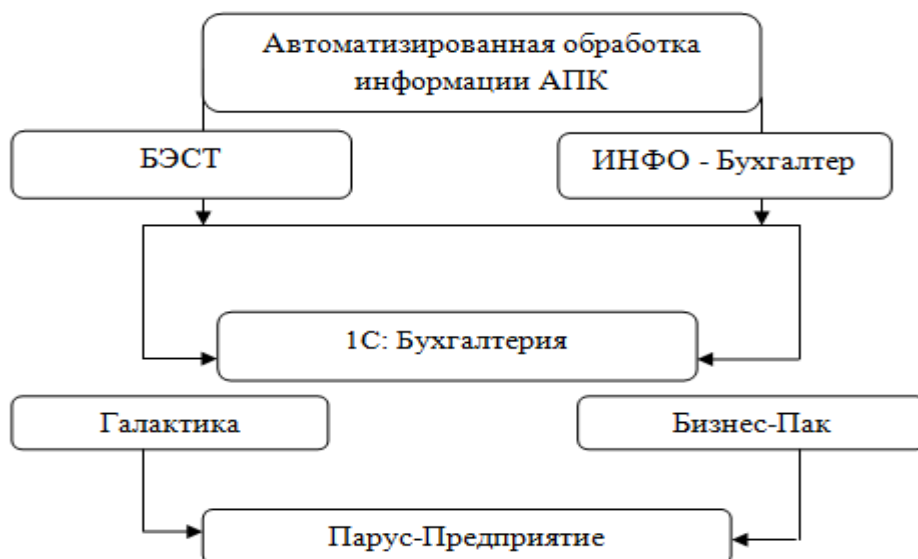 Автоматизированная обработка
информации АПК
БЭСТ
ИНФО - Бухгалтер
1С: Бухгалтерия
Галактика
Бизнес-Пак
Парус-Предприятие